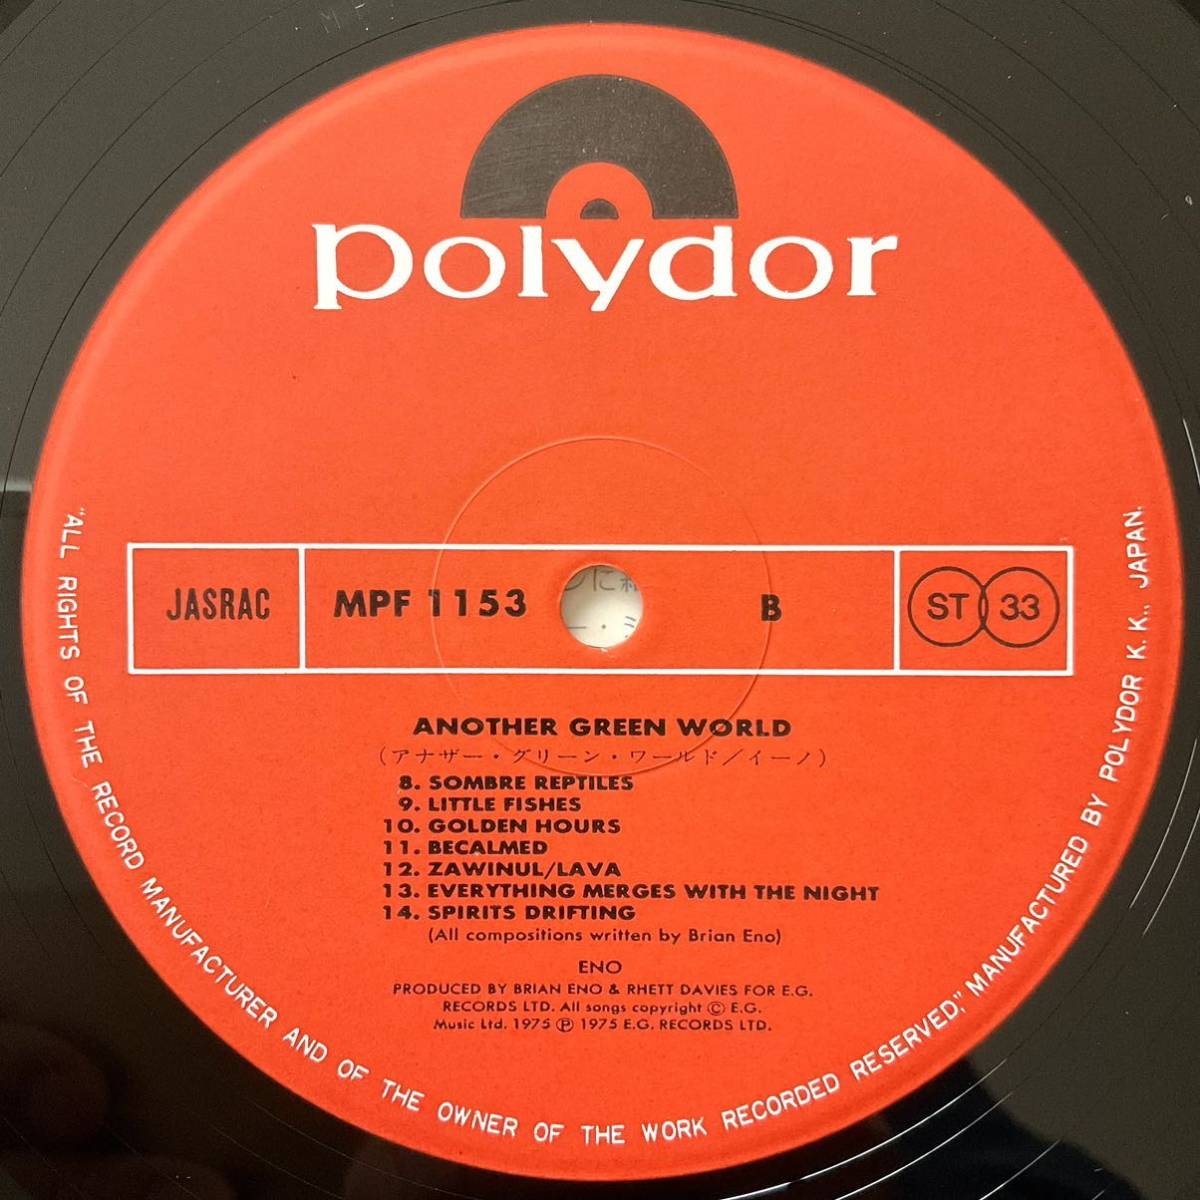 polydor
JASRAC
MPF 1153
B
ST 33
ANOTHER GREEN WORLD
(アナザー・グリーン・ワールド/イーノ)
8. SOMBRE REPTILES
9. LITTLE FISHES
10. GOLDEN HOURS
11. BECALMED
12. ZAWINUL/LAVA
13. EVERYTHING MERGES WITH THE NIGHT
14. SPIRITS DRIFTING
(All compositions written by Brian Eno)
ENO
PRODUCED BY BRIAN ENO & RHETT DAVIES FOR E.G.
RECORDS LTD. All songs copyright © E.G.
Music Ltd. 1975 ℗ 1975 E.G. RECORDS LTD.
"ALL RIGHTS OF THE RECORD MANUFACTURER AND OF THE OWNER OF THE WORK RECORDED RESERVED," MANUFACTURED BY POLYDOR K. K., JAPAN.